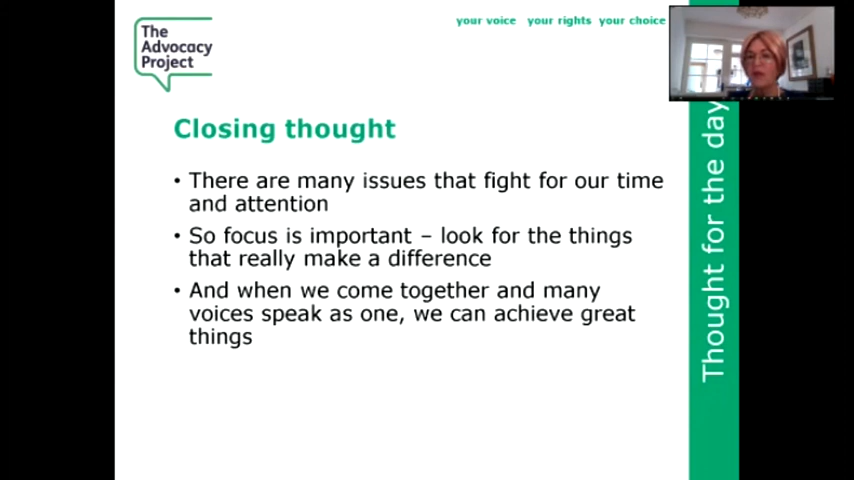 The
Advocacy
Project
your voice your rights your choice
Closing thought
• There are many issues that fight for our time
and attention
• So focus is important – look for the things
that really make a difference
• And when we come together and many
voices speak as one, we can achieve great
things
Thought for the day